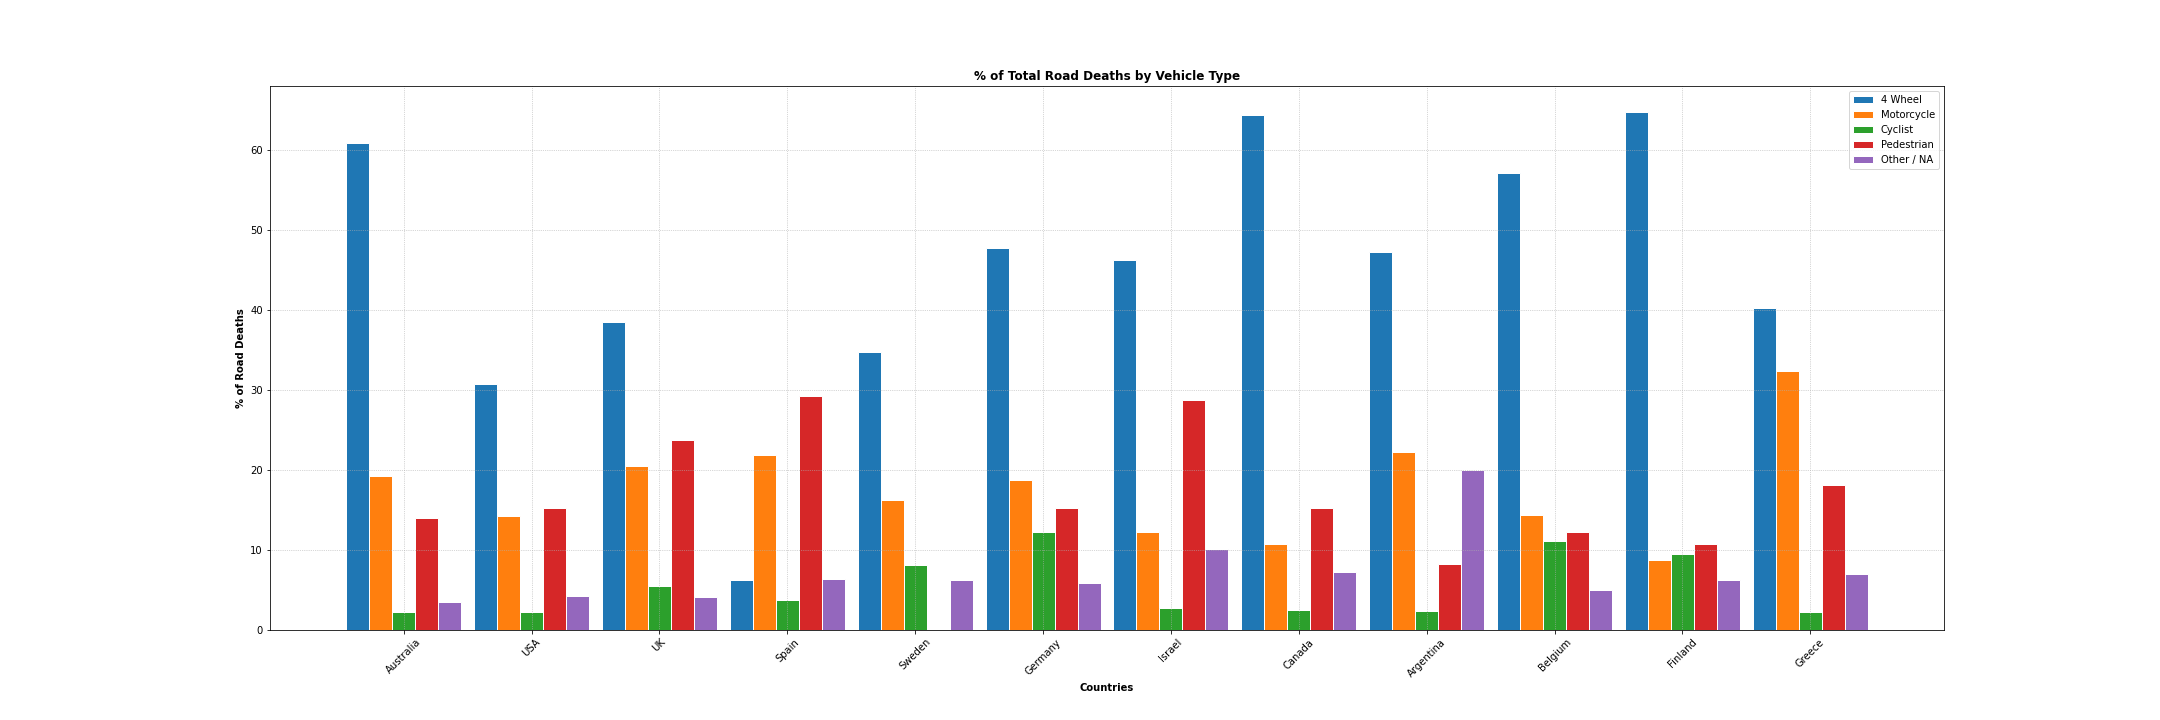 % of Total Road Deaths by Vehicle Type
4 Wheel
Motorcycle
Cyclist
Pedestrian
Other / NA
% of Road Deaths
60
50
40
30
20
10
0
Australia
USA
UK
Spain
Sweden
Germany
Israel
Canada
Argentina
Belgium
Finland
Greece
Countries